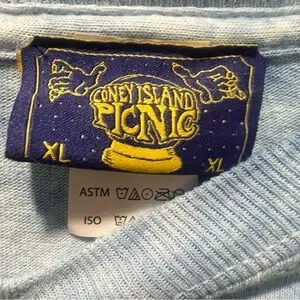 CONEY ISLAND
PICNIC
XL XL
ASTM
ISO